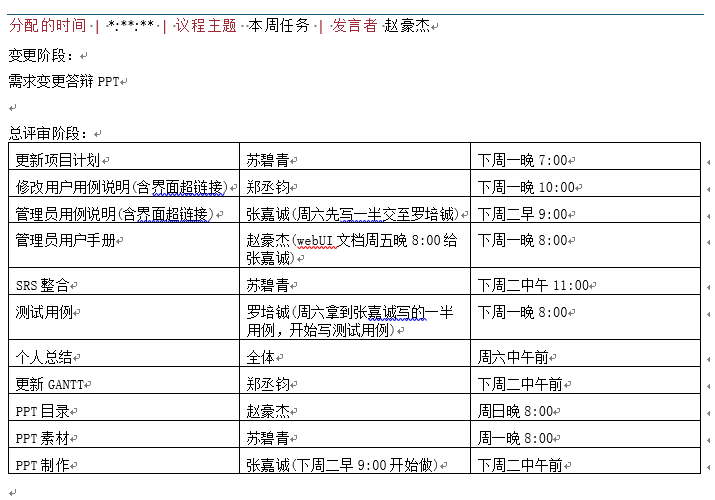 分配的时间 | *:**:** | 议程主题 本周任务 | 发言者 赵豪杰
变更阶段：
需求变更答辩 PPT
总评审阶段：
更新项目计划 苏碧青 下周一晚 7:00
修改用户用例说明(含界面超链接) 郑丞钧 下周一晚 10:00
管理员用例说明(含界面超链接) 张嘉诚(周六先写一半交至罗培铖) 下周二早 9:00
管理员用户手册 赵豪杰(webUI 文档周五晚 8:00 给 下周一晚 8:00
张嘉诚)
SRS 整合 苏碧青 下周二中午 11:00
测试用例 罗培铖(周六拿到张嘉诚写的一半 下周一晚 8:00
用例，开始写测试用例)
个人总结 全体 周六中午前
更新 GANTT 郑丞钧 下周二中午前
PPT 目录 赵豪杰 周日晚 8:00
PPT 素材 苏碧青 周一晚 8:00
PPT 制作 张嘉诚(下周二早 9:00 开始做) 下周二中午前